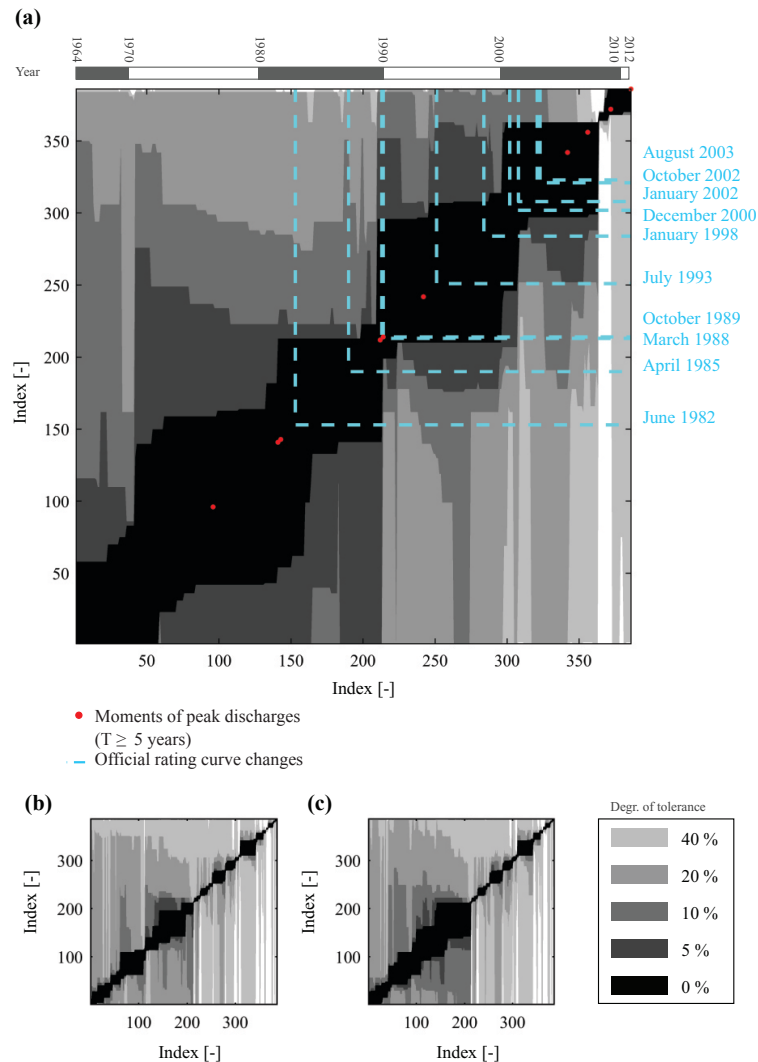 (a)
1964
1970
1980
1990
2000
2010
2012
Year
350
300
250
200
150
100
50
Index [-]
50
100
150
200
250
300
350
Index [-]
August 2003
October 2002
January 2002
December 2000
January 1998
July 1993
October 1989
March 1988
April 1985
June 1982
Moments of peak discharges
(T ≥ 5 years)
Official rating curve changes
(b)
300
200
100
Index [-]
100
200
300
Index [-]
(c)
300
200
100
Index [-]
100
200
300
Index [-]
Degr. of tolerance
40 %
20 %
10 %
5 %
0 %